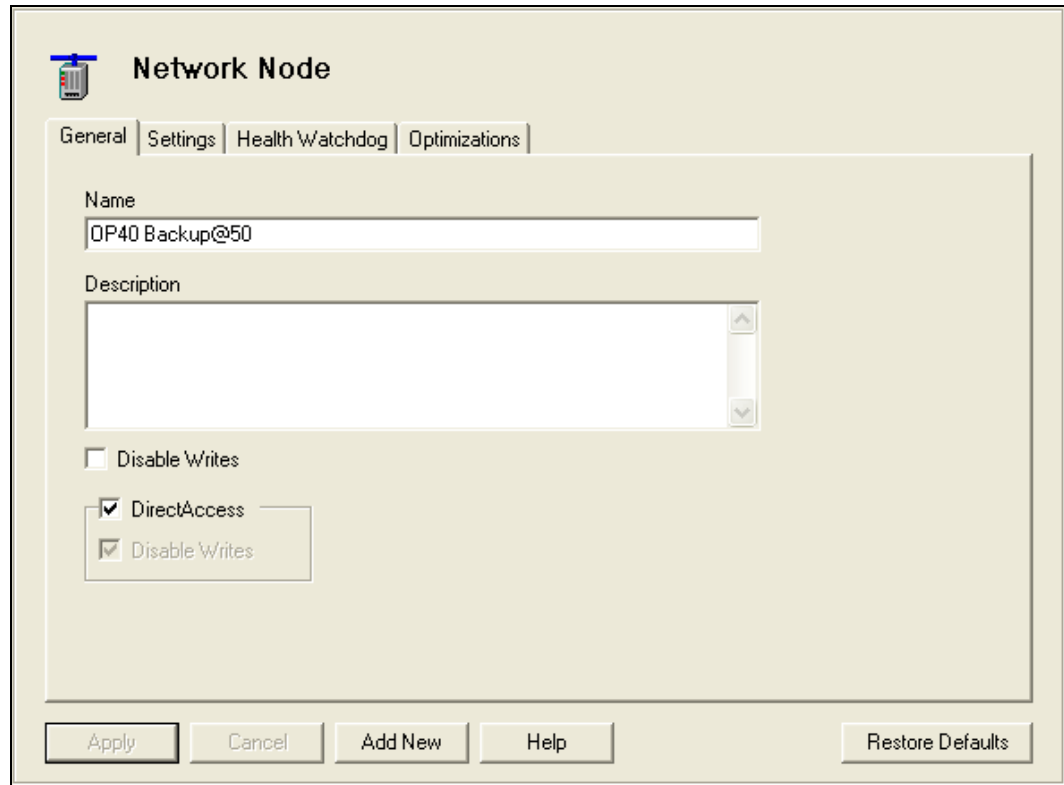 Network Node
General Settings Health Watchdog Optimizations
Name
OP40 Backup@50
Description
Disable Writes
DirectAccess
Disable Writes
Apply Cancel Add New Help Restore Defaults